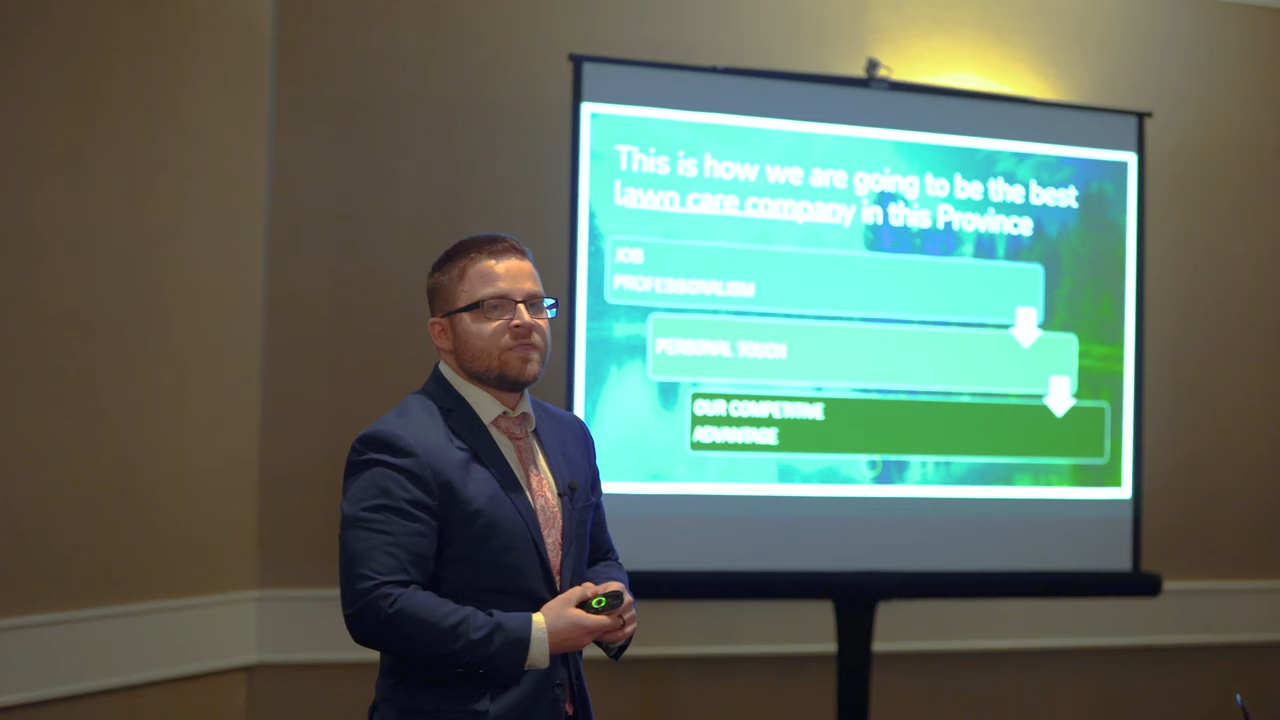 This is how we are going to be the best
lawn care company in this Province
JOB
PROFESSIONALISM
PERSONAL TOUCH
OUR COMPETITIVE
ADVANTAGE